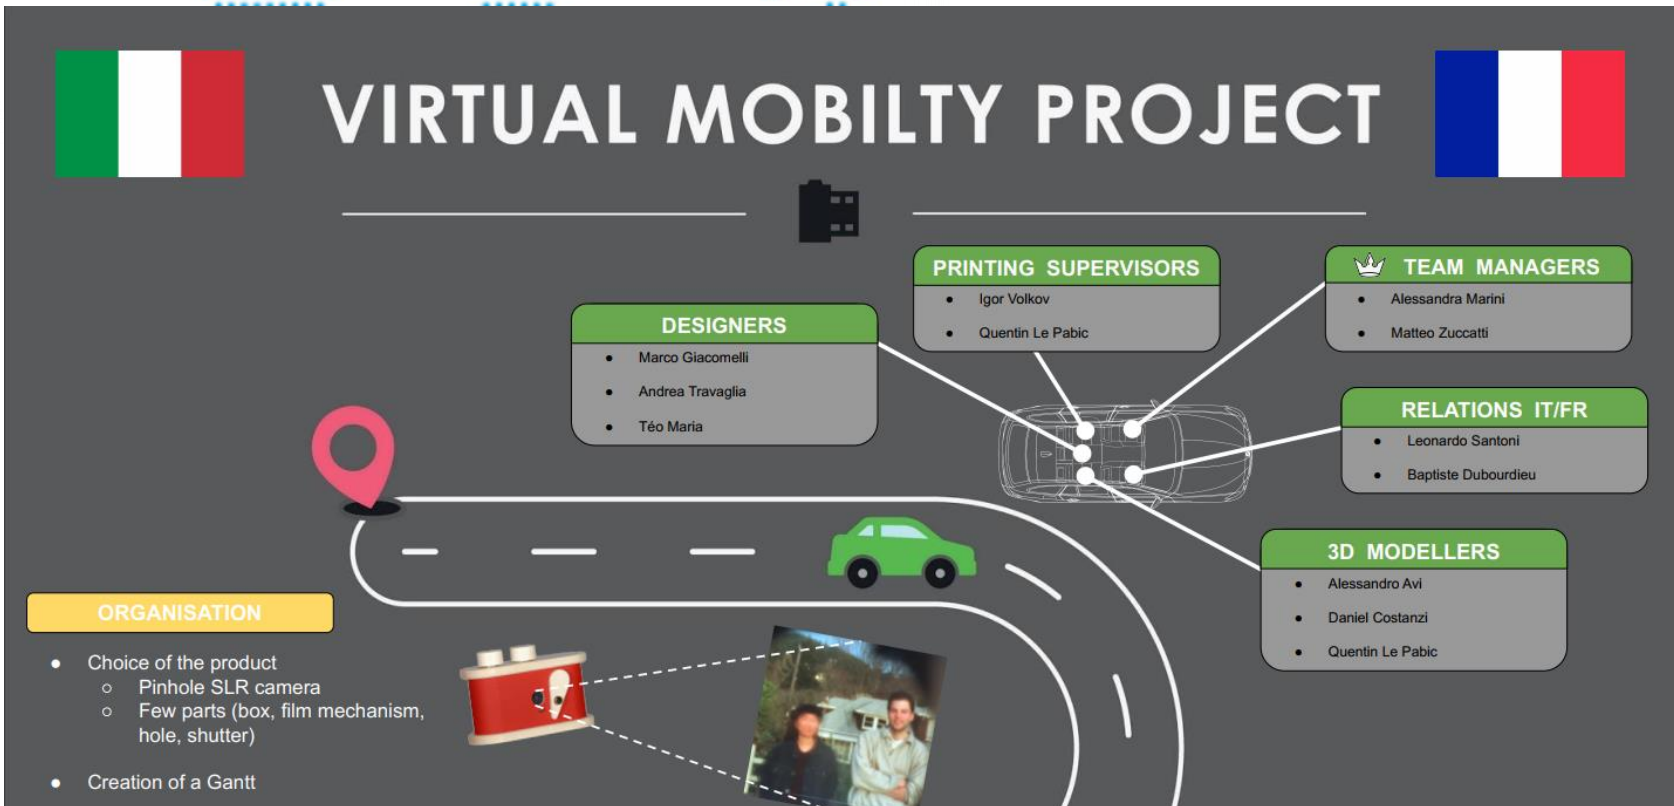 VIRTUAL MOBILTY PROJECT
PRINTING SUPERVISORS
Igor Volkov
Quentin Le Pabic
TEAM MANAGERS
Alessandra Marini
Matteo Zuccatti
DESIGNERS
Marco Giacomelli
Andrea Travaglia
Téo Maria
RELATIONS IT/FR
Leonardo Santoni
Baptiste Dubourdieu
3D MODELLERS
Alessandro Avi
Daniel Costanzi
Quentin Le Pabic
ORGANISATION
Choice of the product
Pinhole SLR camera
Few parts (box, film mechanism,
hole, shutter)
Creation of a Gantt